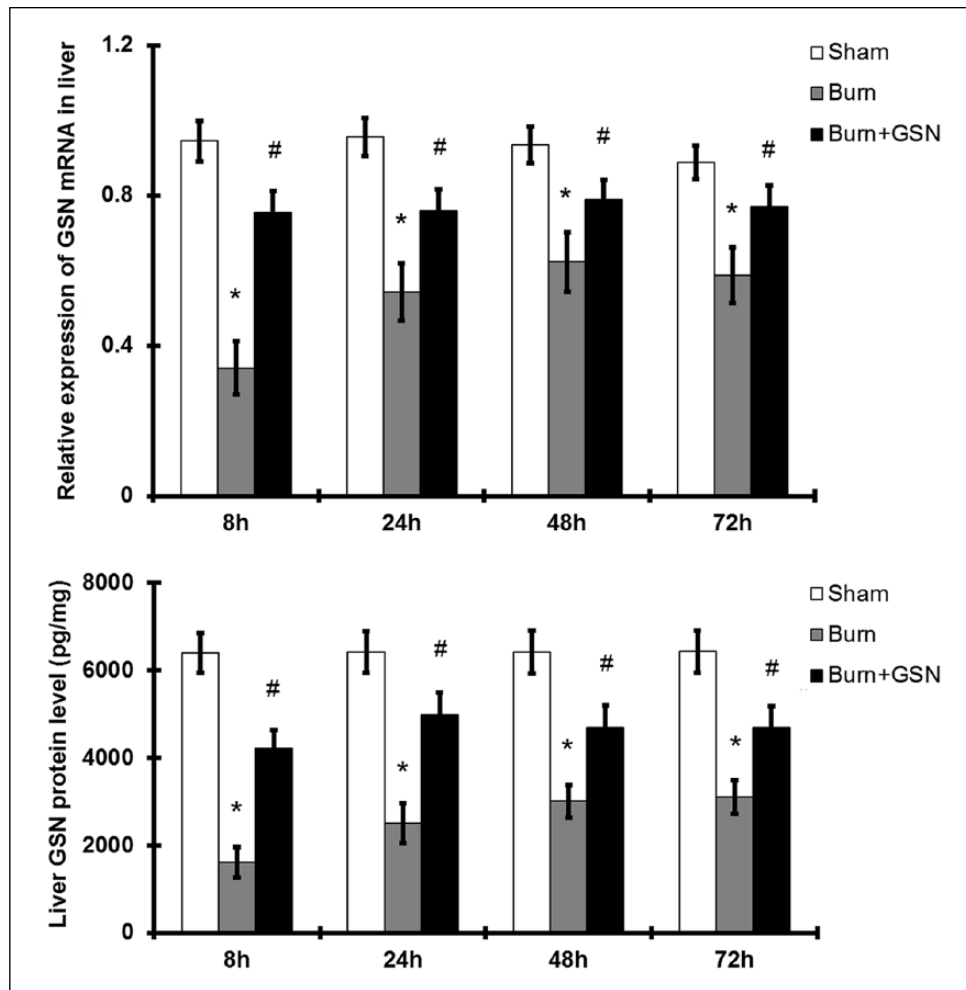 Relative expression of GSN mRNA in liver
1.2
0.8
0.4
0
Sham
Burn
Burn+GSN
* #
* #
* #
* #
8h 24h 48h 72h
Liver GSN protein level (pg/mg)
8000
6000
4000
2000
0
Sham
Burn
Burn+GSN
* #
* #
* #
* #
8h 24h 48h 72h